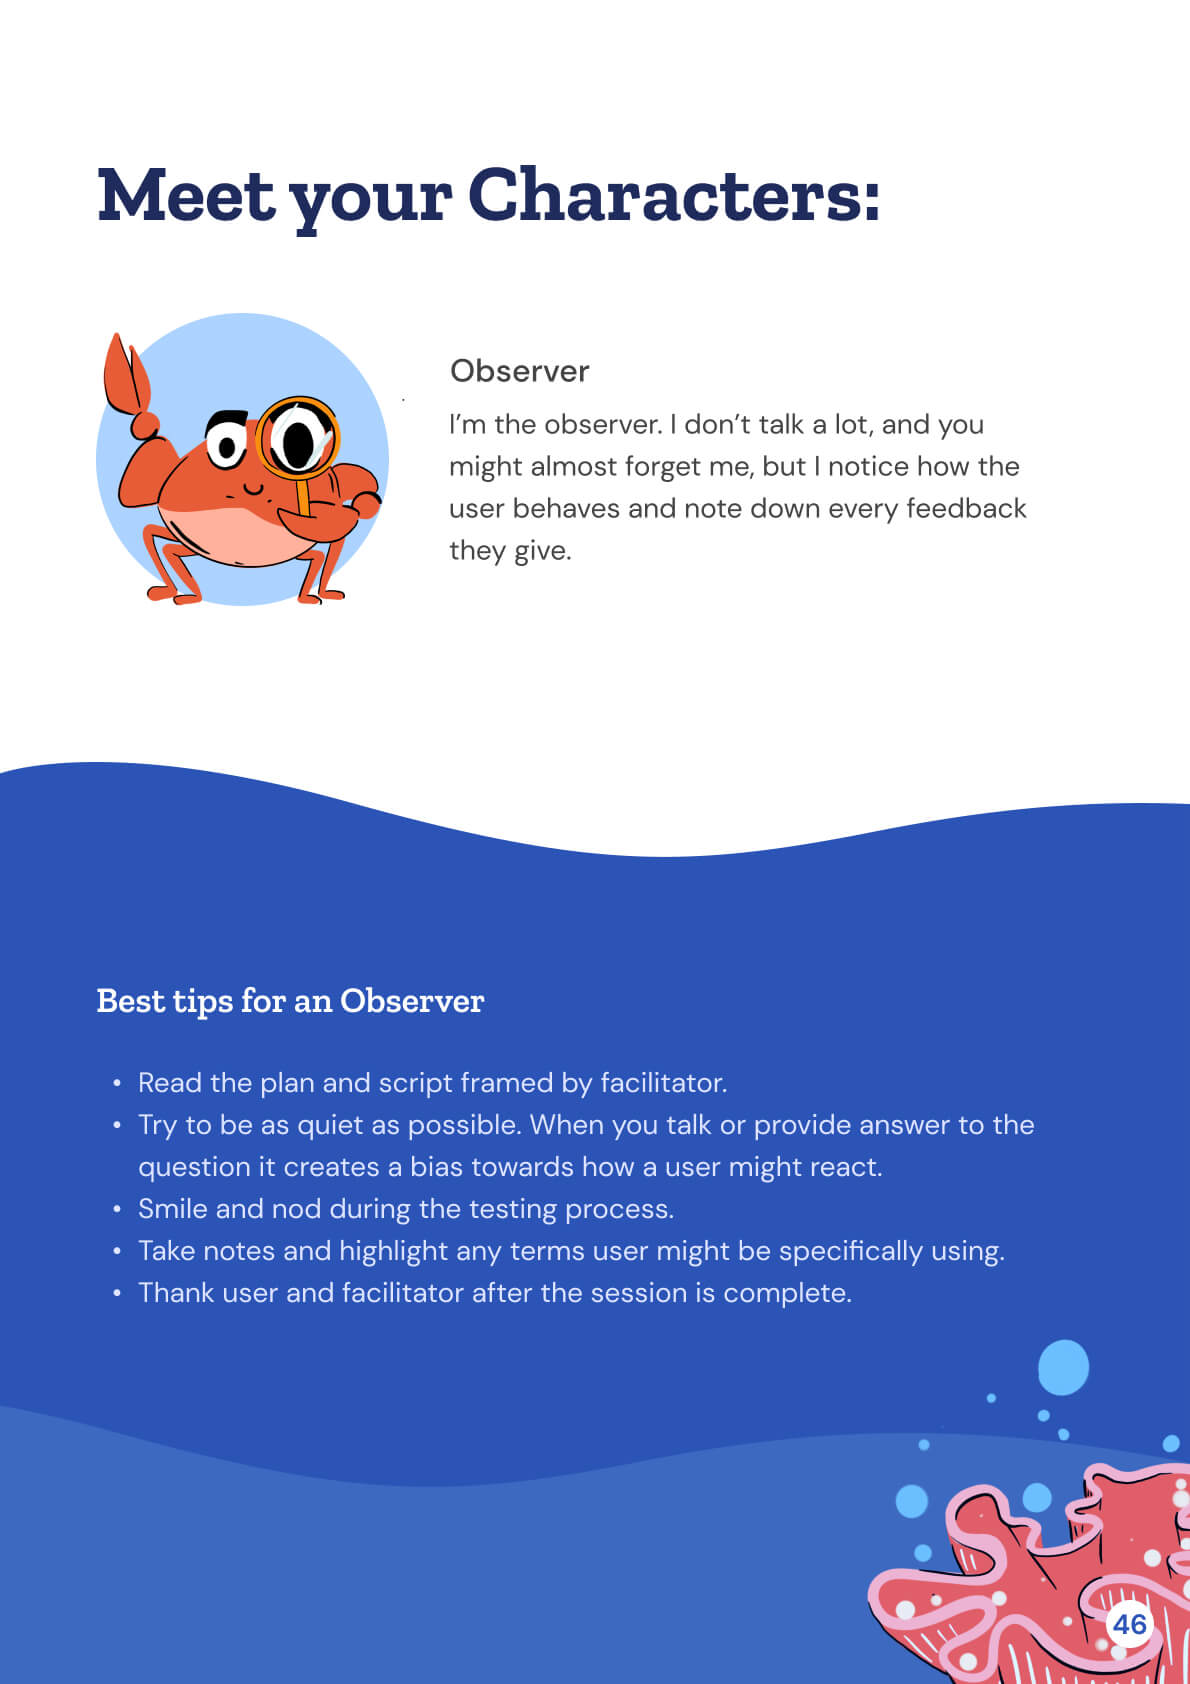 Meet your Characters:
Observer
I’m the observer. I don’t talk a lot, and you
might almost forget me, but I notice how the
user behaves and note down every feedback
they give.
Best tips for an Observer
• Read the plan and script framed by facilitator.
• Try to be as quiet as possible. When you talk or provide answer to the
question it creates a bias towards how a user might react.
• Smile and nod during the testing process.
• Take notes and highlight any terms user might be specifically using.
• Thank user and facilitator after the session is complete.
46